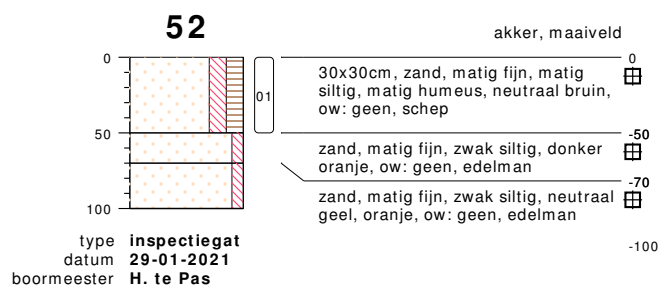 52
akker, maaiveld
0
0
30x30cm, zand, matig fijn, matig
siltig, matig humeus, neutraal bruin,
ow: geen, schep
01
50
-50
zand, matig fijn, zwak siltig, donker
oranje, ow: geen, edelman
-70
zand, matig fijn, zwak siltig, neutraal
geel, oranje, ow: geen, edelman
100
-100
type inspectiegat
datum 29-01-2021
boormeester H. te Pas